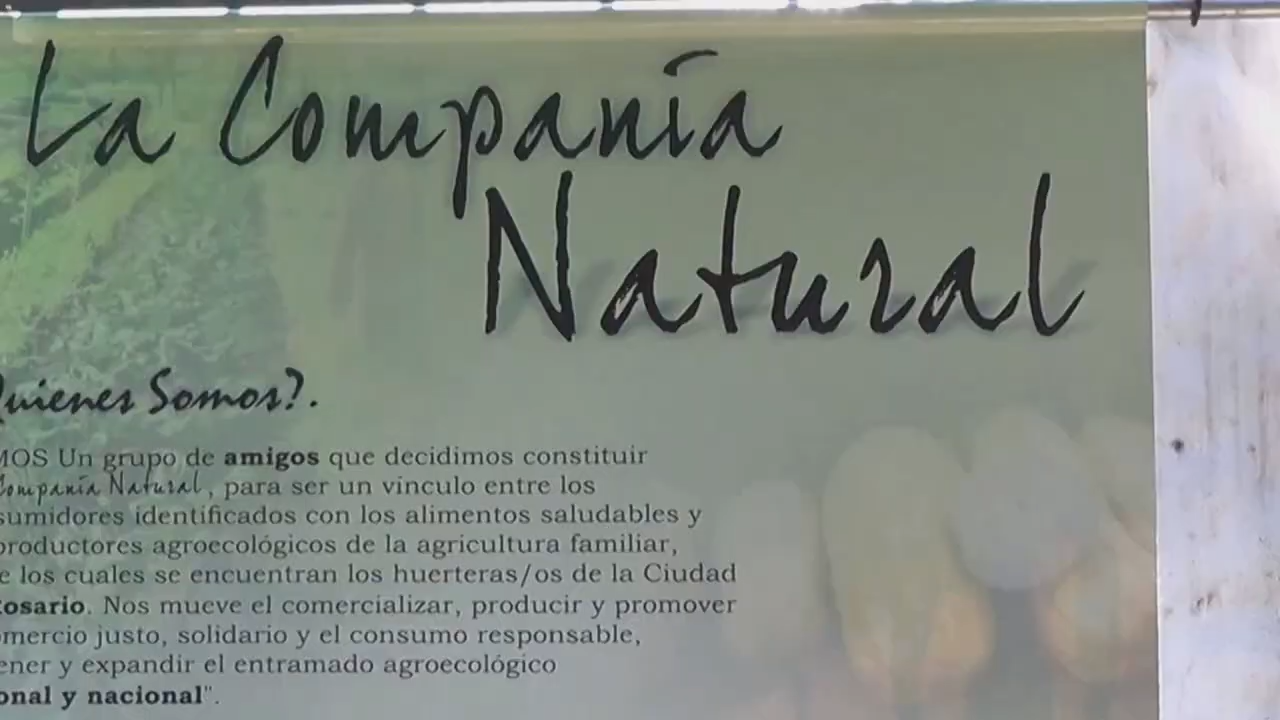 La Compania
Natural
Quienes Somos?.
MOS Un grupo de amigos que decidimos constituir
Compania Natural, para ser un vinculo entre los
sumidores identificados con los alimentos saludables y
productores agroecológicos de la agricultura familiar,
e los cuales se encuentran los huerteras/os de la Ciudad
osario. Nos mueve el comercializar, producir y promover
omercio justo, solidario y el consumo responsable,
ener y expandir el entramado agroecológico
onal y nacional".